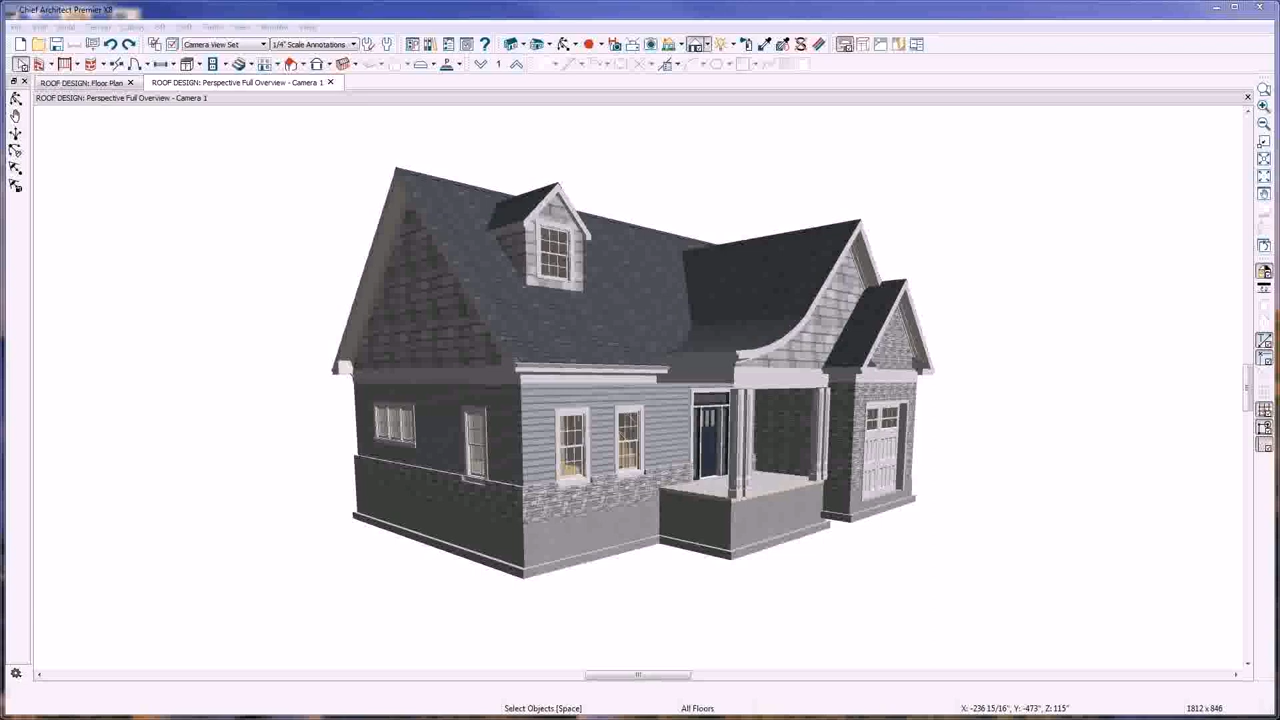 Chief Architect Premier X8
Camera View Set
1/4" Scale Annotations
1
ROOF DESIGN: Floor Plan
ROOF DESIGN: Perspective Full Overview - Camera 1
ROOF DESIGN: Perspective Full Overview - Camera 1
Select Objects [Space]
All Floors
X: -236 15/16", Y: -473", Z: 115"
1812 x 846